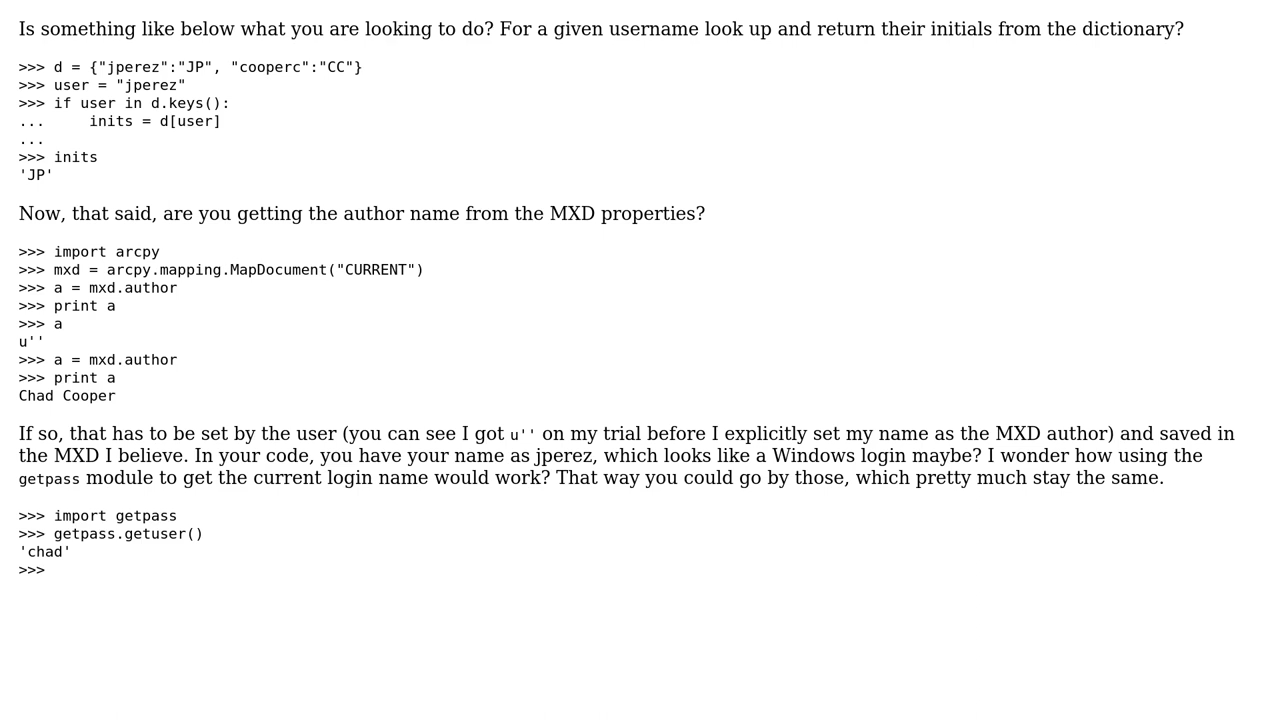 Is something like below what you are looking to do? For a given username look up and return their initials from the dictionary?
>>> d = {"jperez":"JP", "cooperc":"CC"}
>>> user = "jperez"
>>> if user in d.keys():
...     inits = d[user]
...
>>> inits
'JP'
Now, that said, are you getting the author name from the MXD properties?
>>> import arcpy
>>> mxd = arcpy.mapping.MapDocument("CURRENT")
>>> a = mxd.author
>>> print a
>>> a
u''
>>> a = mxd.author
>>> print a
Chad Cooper
If so, that has to be set by the user (you can see I got u'' on my trial before I explicitly set my name as the MXD author) and saved in
the MXD I believe. In your code, you have your name as jperez, which looks like a Windows login maybe? I wonder how using the
getpass module to get the current login name would work? That way you could go by those, which pretty much stay the same.
>>> import getpass
>>> getpass.getuser()
'chad'
>>>